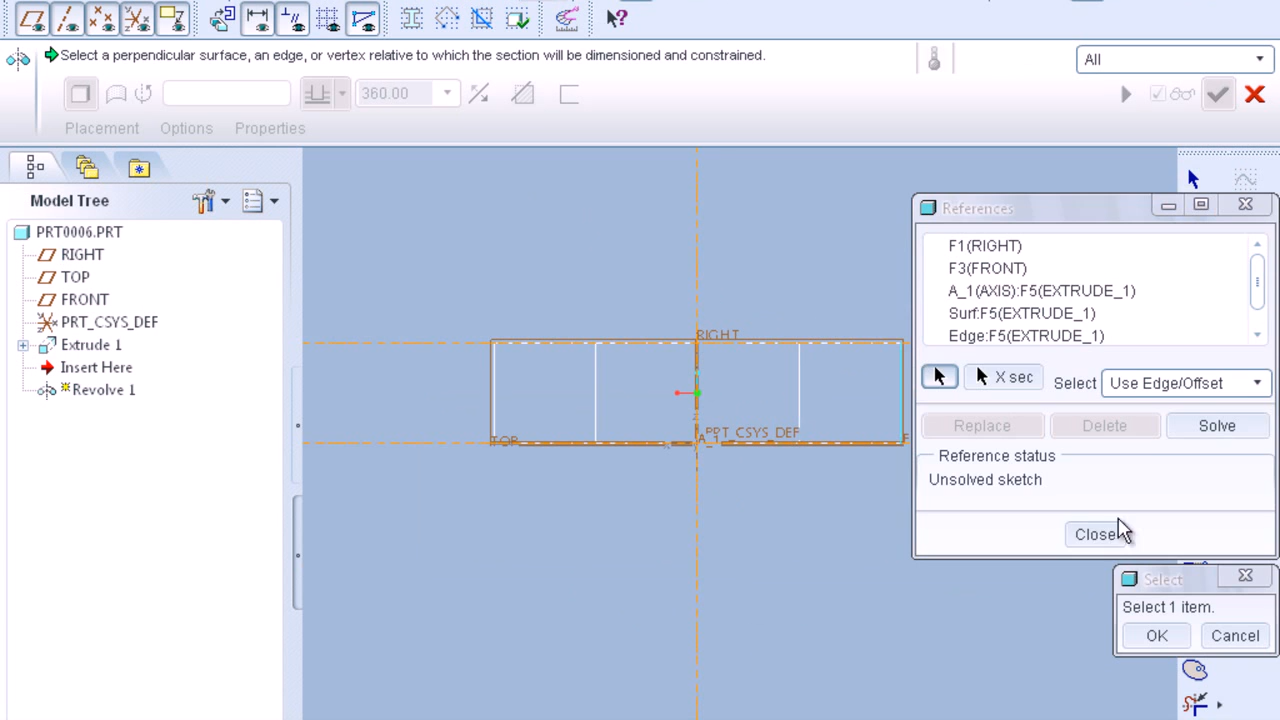 Select a perpendicular surface, an edge, or vertex relative to which the section will be dimensioned and constrained.
All
360.00
Placement Options Properties
Model Tree
PRT0006.PRT
RIGHT
TOP
FRONT
PRT_CSYS_DEF
Extrude 1
Insert Here
Revolve 1
RIGHT
PRT_CSYS_DEF
A_1
TOP
F
References
F1(RIGHT)
F3(FRONT)
A_1(AXIS):F5(EXTRUDE_1)
Surf:F5(EXTRUDE_1)
Edge:F5(EXTRUDE_1)
X sec
Select Use Edge/Offset
Replace Delete Solve
Reference status
Unsolved sketch
Close
Select
Select 1 item.
OK Cancel